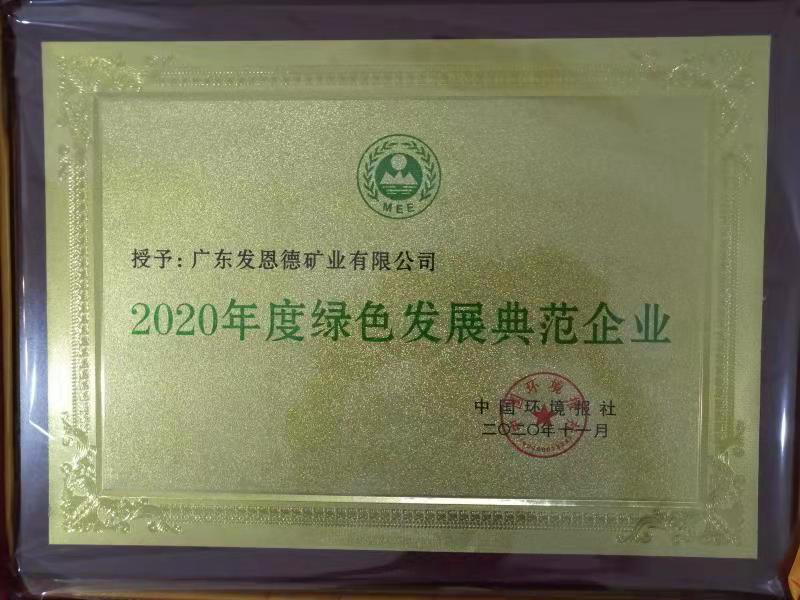 MEE
授予：广东发恩德矿业有限公司
2020年度绿色发展典范企业
中国环境报社
二〇二〇年十一月